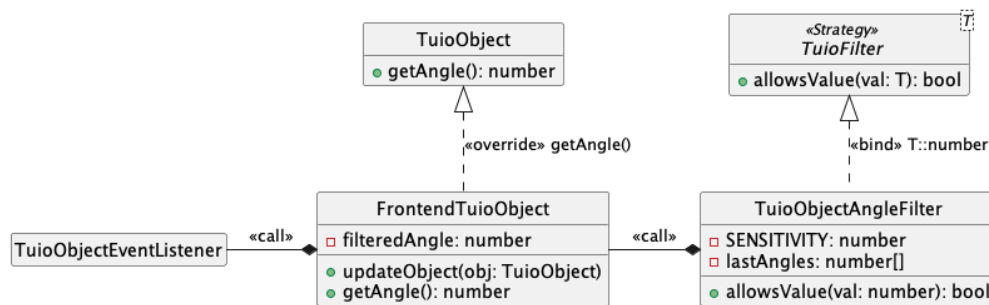 «Strategy»
T
TuioFilter
TuioObject
getAngle(): number
allowsValue(val: T): bool
«override» getAngle()
«bind» T::number
FrontendTuioObject
TuioObjectAngleFilter
TuioObjectEventListener
«call»
filteredAngle: number
«call»
SENSITIVITY: number
lastAngles: number[]
updateObject(obj: TuioObject)
getAngle(): number
allowsValue(val: number): bool